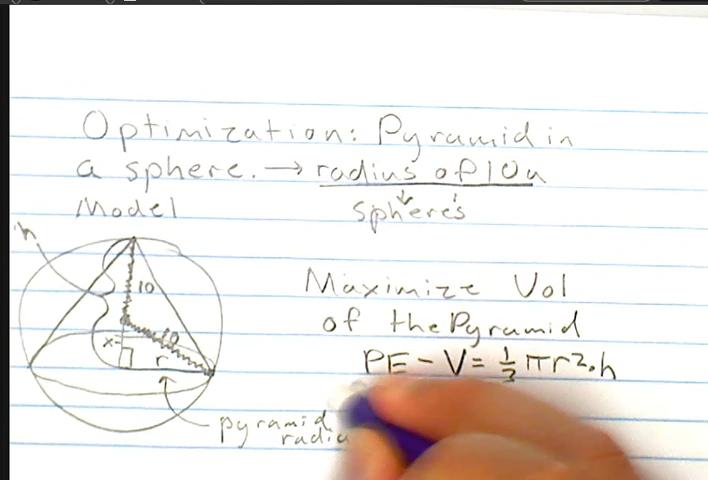 Optimization: Pyramid in
a sphere. → radius of 10u
Model
sphere's
h
10
10
x
r
Maximize Vol
of the Pyramid
PE - V = 1/3 πr²·h
pyramid
radiu